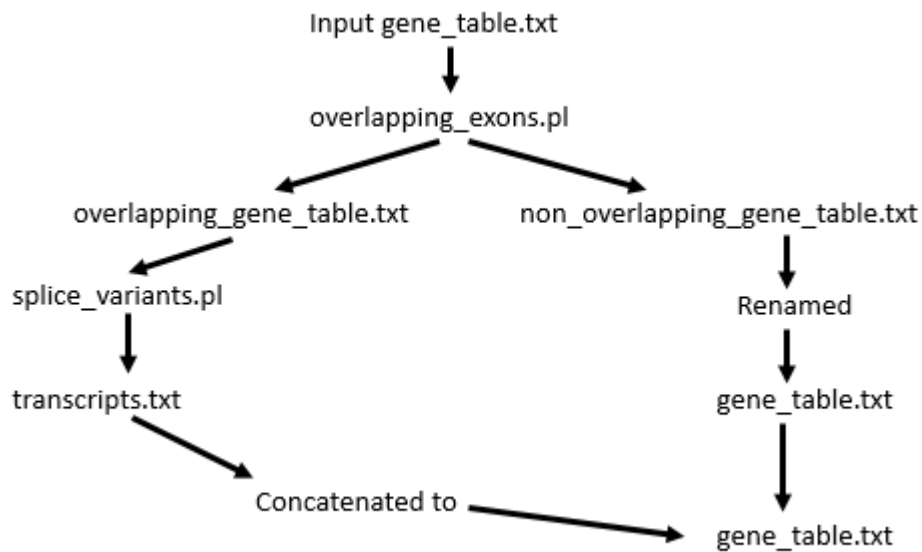 Input gene_table.txt
overlapping_exons.pl
overlapping_gene_table.txt
non_overlapping_gene_table.txt
splice_variants.pl
Renamed
transcripts.txt
gene_table.txt
Concatenated to
gene_table.txt